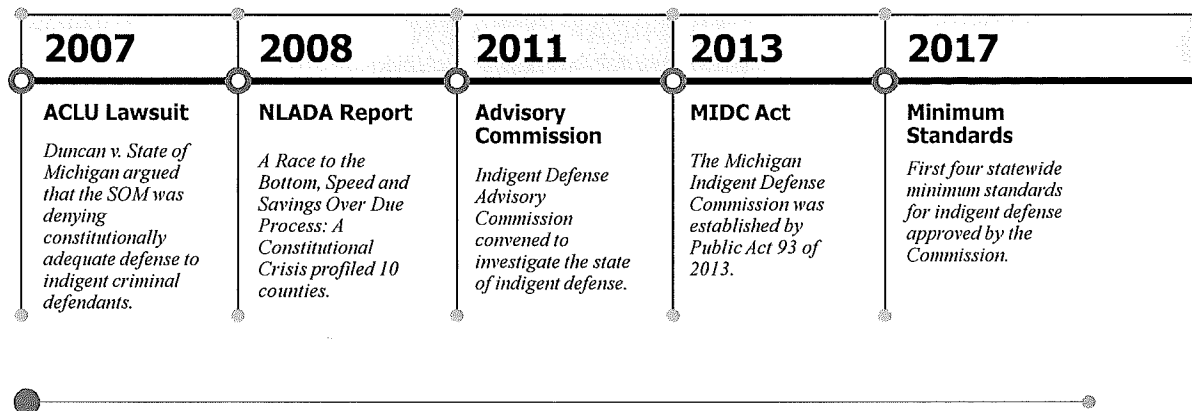 2007
ACLU Lawsuit
Duncan v. State of
Michigan argued
that the SOM was
denying
constitutionally
adequate defense to
indigent criminal
defendants.
2008
NLADA Report
A Race to the
Bottom, Speed and
Savings Over Due
Process: A
Constitutional
Crisis profiled 10
counties.
2011
Advisory
Commission
Indigent Defense
Advisory
Commission
convened to
investigate the state
of indigent defense.
2013
MIDC Act
The Michigan
Indigent Defense
Commission was
established by
Public Act 93 of
2013.
2017
Minimum
Standards
First four statewide
minimum standards
for indigent defense
approved by the
Commission.